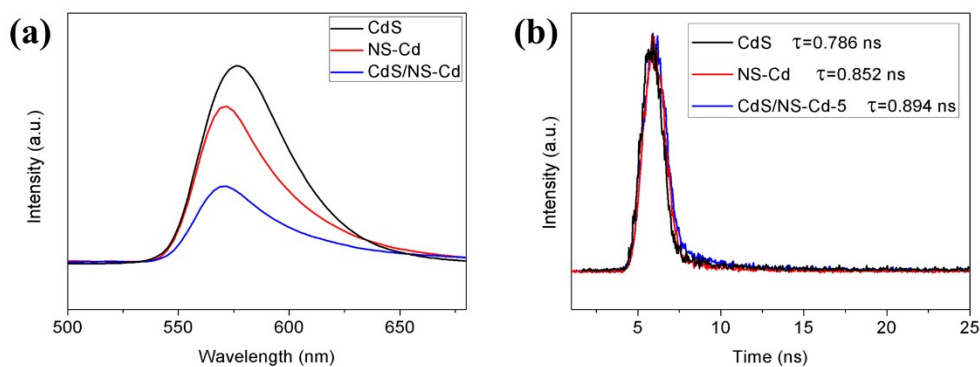 (a)
CdS
NS-Cd
CdS/NS-Cd
Intensity (a.u.)
500 550 600 650
Wavelength (nm)
(b)
CdS τ=0.786 ns
NS-Cd τ=0.852 ns
CdS/NS-Cd-5 τ=0.894 ns
Intensity (a.u.)
5 10 15 20 25
Time (ns)